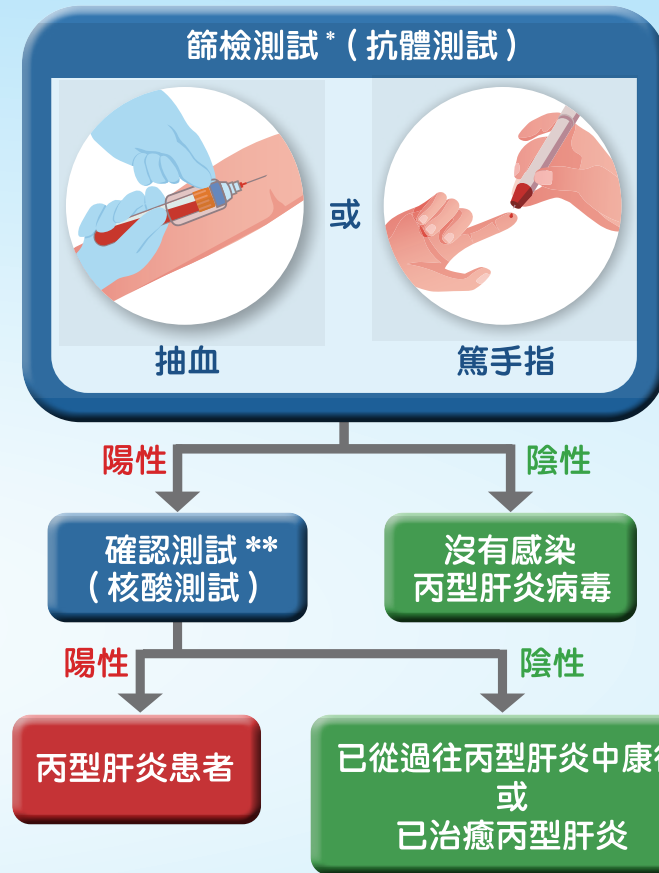 篩檢測試*(抗體測試)
或
抽血
篤手指
陽性
陰性
確認測試**
(核酸測試)
沒有感染
丙型肝炎病毒
陽性
陰性
丙型肝炎患者
已從過往丙型肝炎中康
或
已治癒丙型肝炎